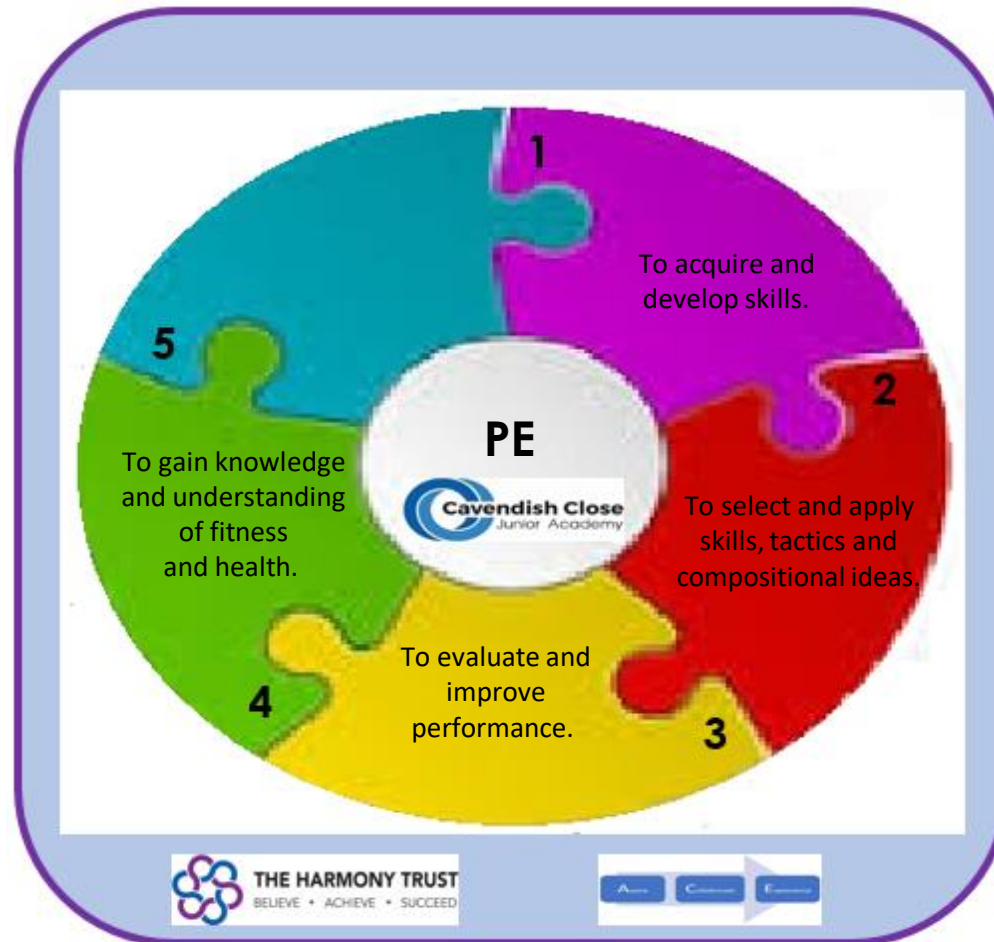 1
To acquire and
develop skills.
2
To select and apply
skills, tactics and
compositional ideas.
3
To evaluate and
improve
performance.
4
To gain knowledge
and understanding
of fitness
and health.
5
PE
Cavendish Close
Junior Academy
THE HARMONY TRUST
BELIEVE • ACHIEVE • SUCCEED